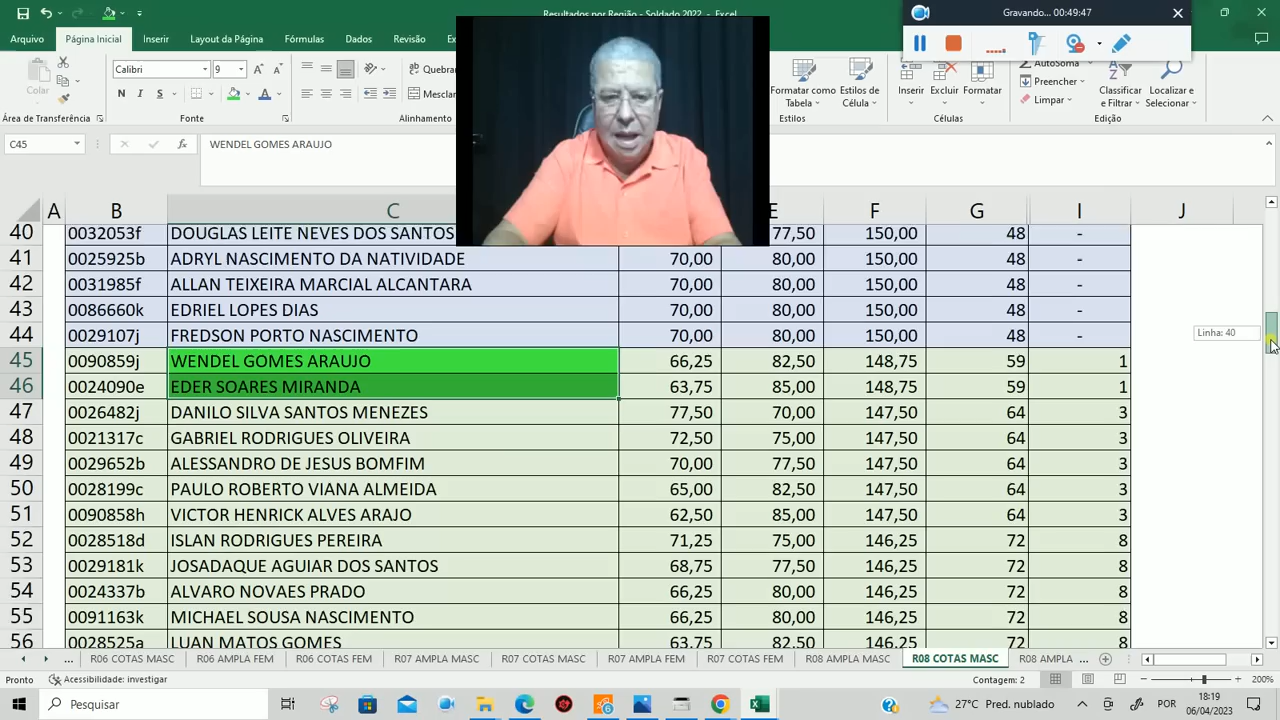 Resultados por Região - Soldado 2022 - Excel
Gravando... 00:49:47
Arquivo Página Inicial Inserir Layout da Página Fórmulas Dados Revisão
Colar
Calibri 9
N I S
Quebrar
Mesclar
Formatar como Tabela
Estilos de Célula
Inserir Excluir Formatar
AutoSoma
Preencher
Limpar
Classificar e Filtrar
Localizar e Selecionar
Área de Transferência Fonte Alinhamento Estilos Células Edição
C45 fx WENDEL GOMES ARAUJO
A B C E F G I J
40 0032053f DOUGLAS LEITE NEVES DOS SANTOS 77,50 150,00 48 -
41 0025925b ADRYL NASCIMENTO DA NATIVIDADE 70,00 80,00 150,00 48 -
42 0031985f ALLAN TEIXEIRA MARCIAL ALCANTARA 70,00 80,00 150,00 48 -
43 0086660k EDRIEL LOPES DIAS 70,00 80,00 150,00 48 -
44 0029107j FREDSON PORTO NASCIMENTO 70,00 80,00 150,00 48 -
Linha: 40
45 0090859j WENDEL GOMES ARAUJO 66,25 82,50 148,75 59 1
46 0024090e EDER SOARES MIRANDA 63,75 85,00 148,75 59 1
47 0026482j DANILO SILVA SANTOS MENEZES 77,50 70,00 147,50 64 3
48 0021317c GABRIEL RODRIGUES OLIVEIRA 72,50 75,00 147,50 64 3
49 0029652b ALESSANDRO DE JESUS BOMFIM 70,00 77,50 147,50 64 3
50 0028199c PAULO ROBERTO VIANA ALMEIDA 65,00 82,50 147,50 64 3
51 0090858h VICTOR HENRICK ALVES ARAJO 62,50 85,00 147,50 64 3
52 0028518d ISLAN RODRIGUES PEREIRA 71,25 75,00 146,25 72 8
53 0029181k JOSADAQUE AGUIAR DOS SANTOS 68,75 77,50 146,25 72 8
54 0024337b ALVARO NOVAES PRADO 66,25 80,00 146,25 72 8
55 0091163k MICHAEL SOUSA NASCIMENTO 66,25 80,00 146,25 72 8
56 0028525a LUAN MATOS GOMES 63,75 82,50 146,25 72 8
... R06 COTAS MASC R06 AMPLA FEM R06 COTAS FEM R07 AMPLA MASC R07 COTAS MASC R07 AMPLA FEM R07 COTAS FEM R08 AMPLA MASC R08 COTAS MASC R08 AMPLA ...
Pronto Acessibilidade: investigar Contagem: 2 200%
Pesquisar 27°C Pred. nublado POR 18:19
06/04/2023